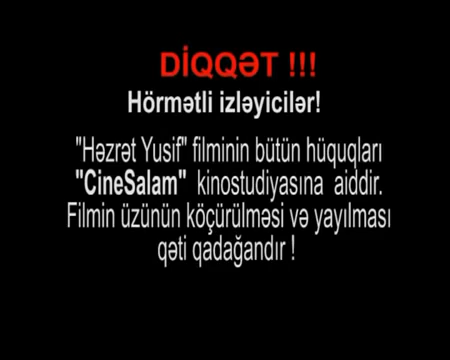 DİQQƏT !!!
Hörmətli izləyicilər!
"Həzrət Yusif" filminin bütün hüquqları
"CineSalam" kinostudiyasına aiddir.
Filmin üzünün köçürülməsi və yayılması
qəti qadağandır !